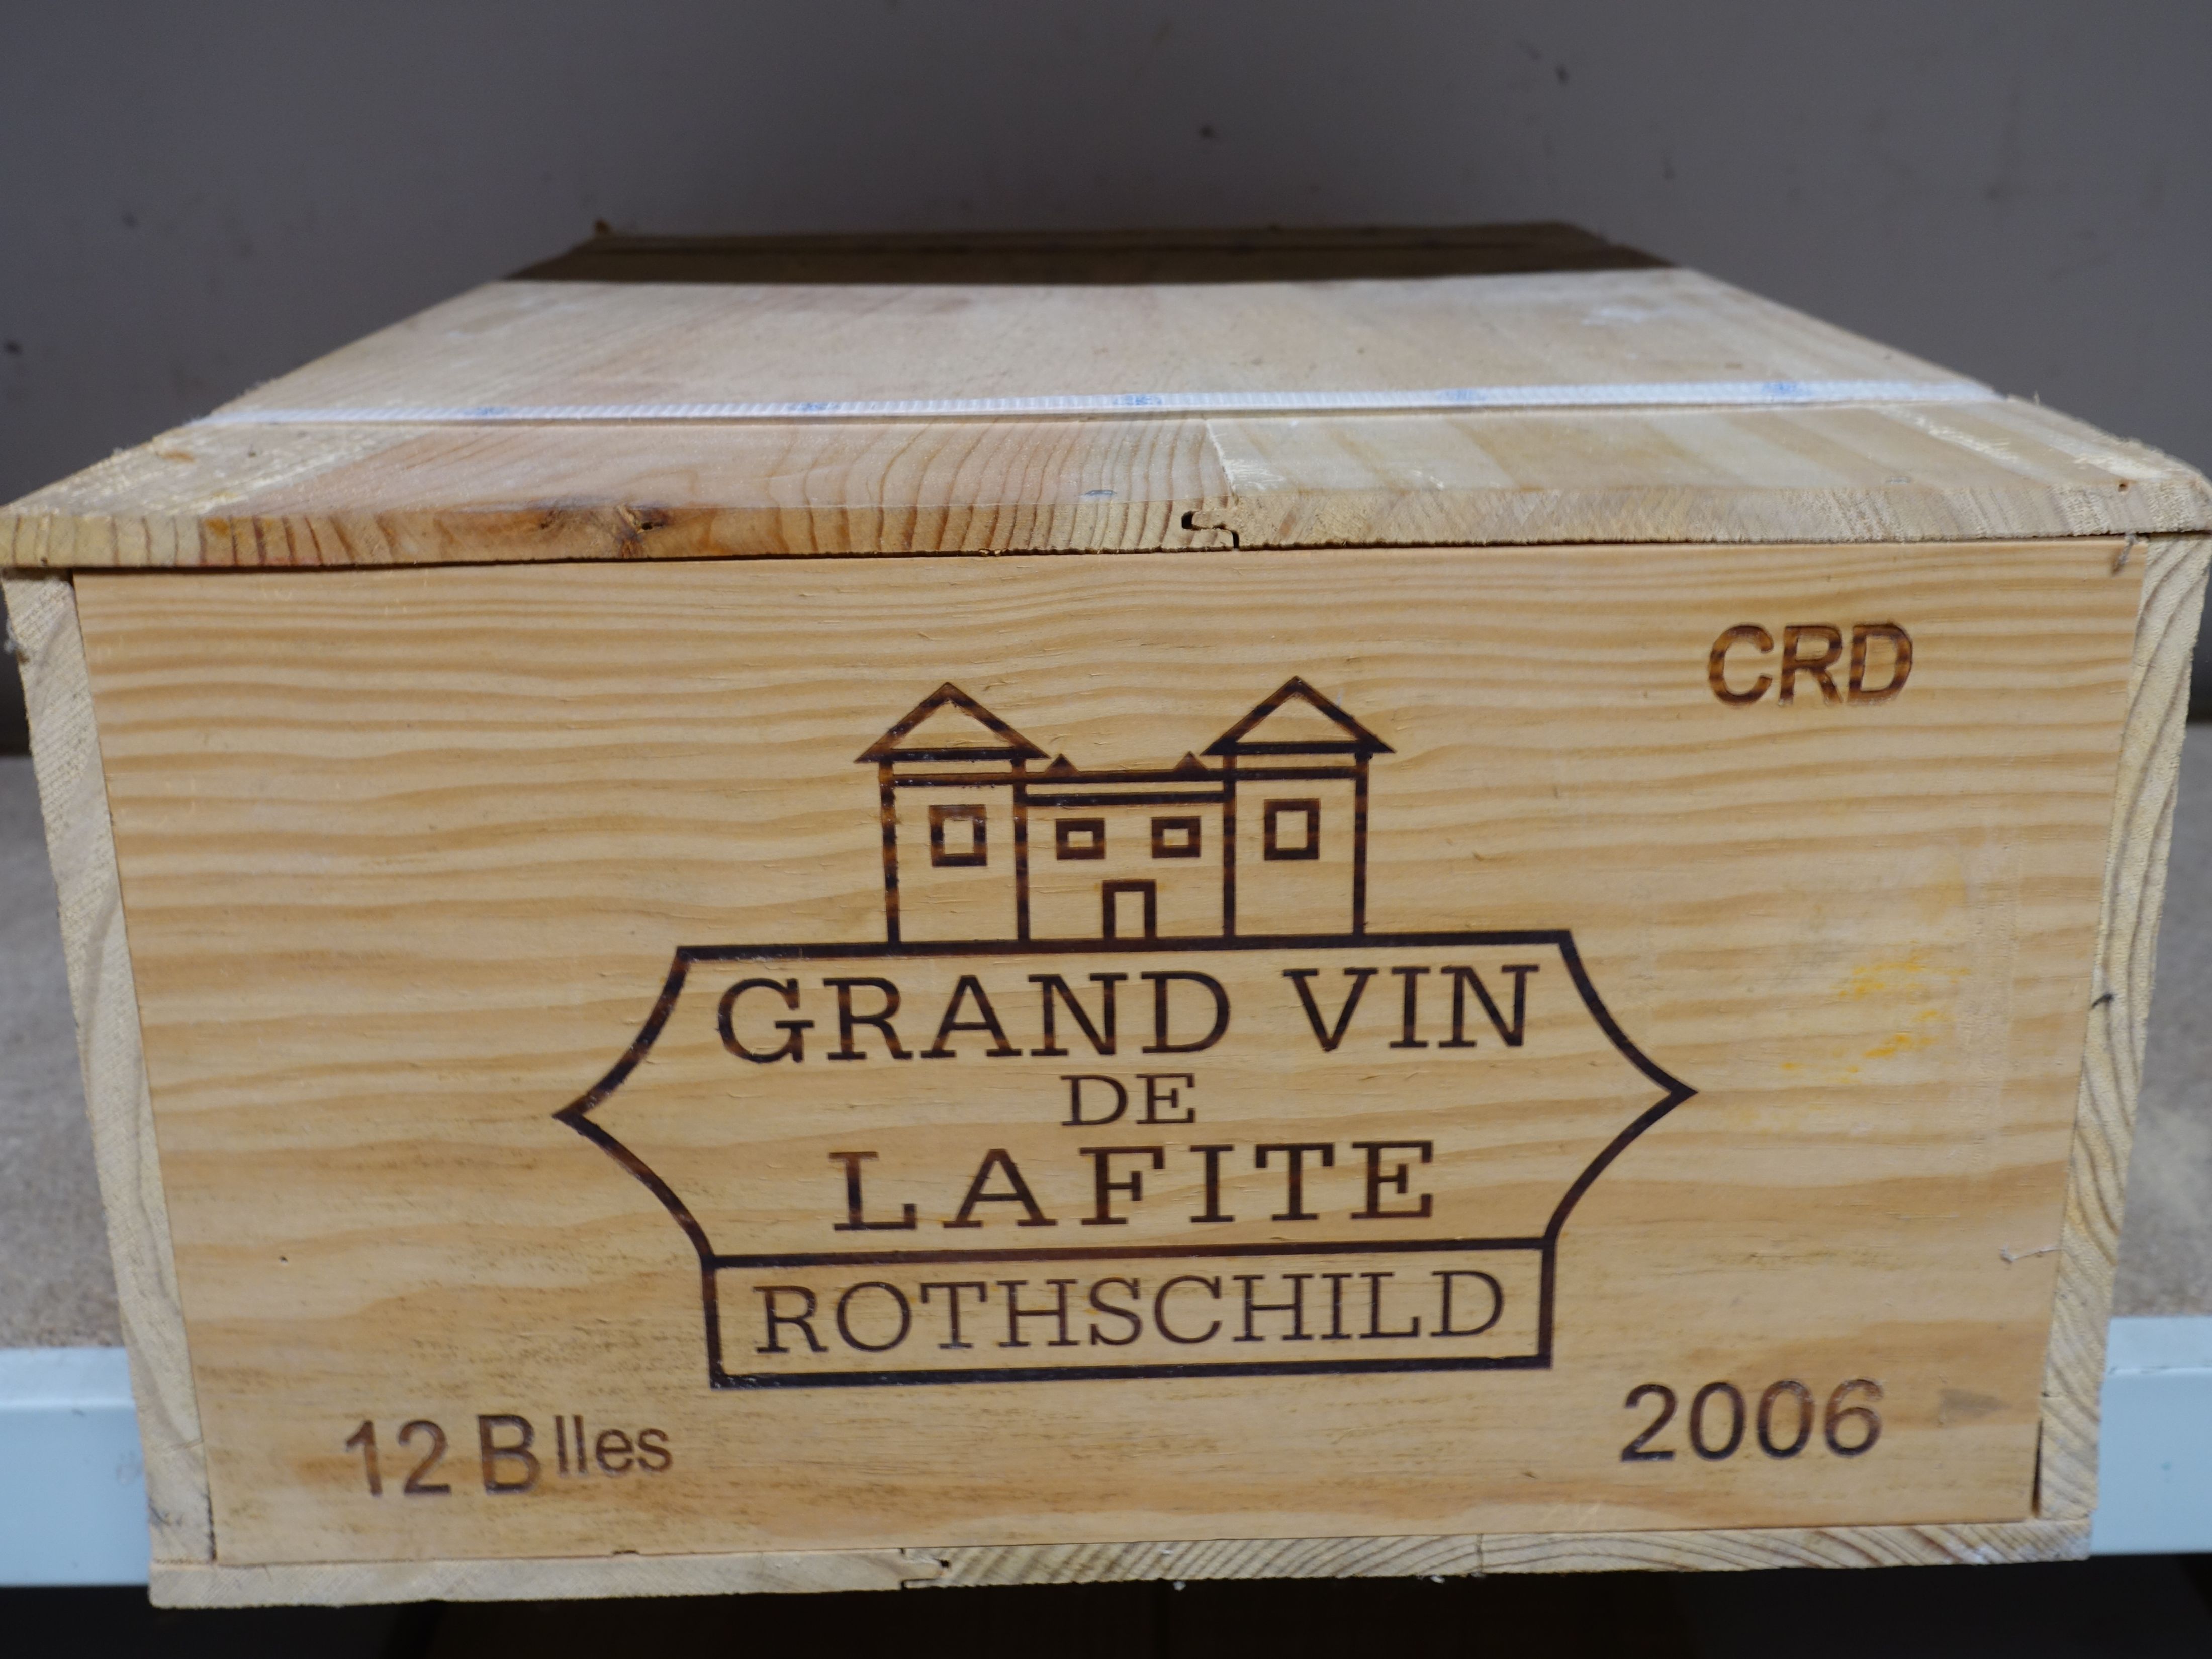 CRD
GRAND VIN
DE
LAFITE
ROTHSCHILD
12 Blles
2006